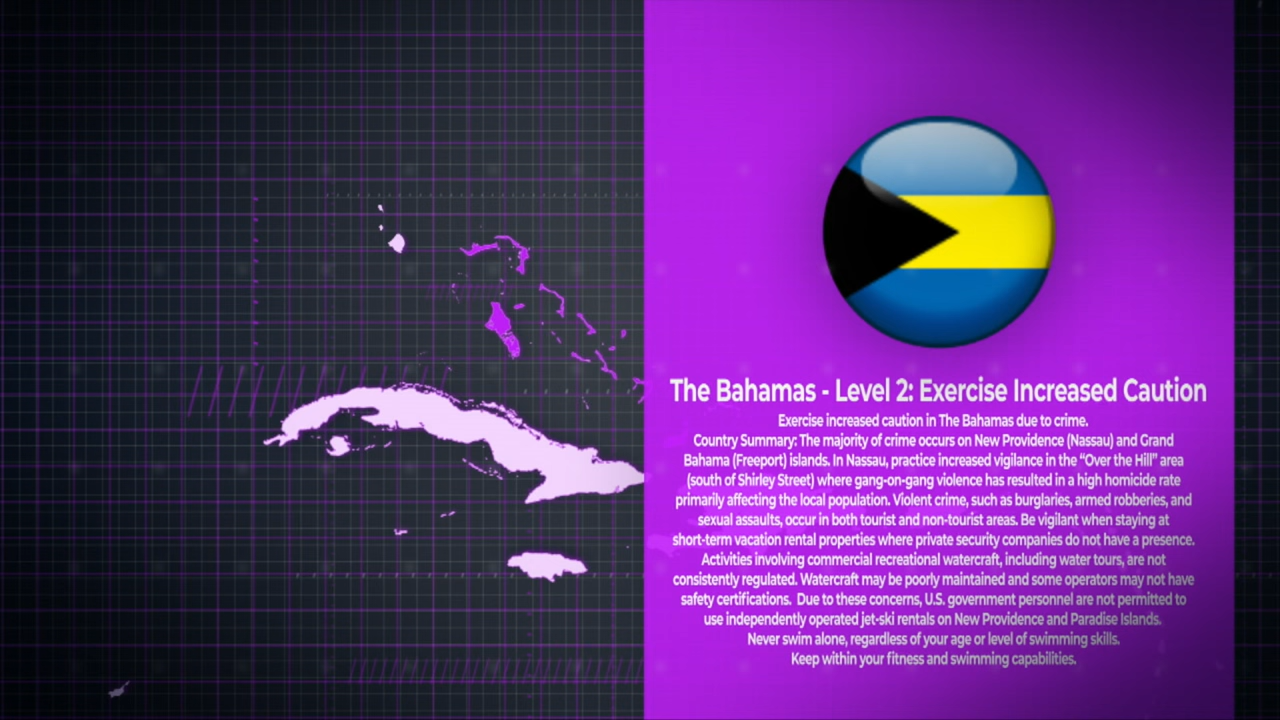 The Bahamas - Level 2: Exercise Increased Caution
Exercise increased caution in The Bahamas due to crime.
Country Summary: The majority of crime occurs on New Providence (Nassau) and Grand
Bahama (Freeport) islands. In Nassau, practice increased vigilance in the “Over the Hill” area
(south of Shirley Street) where gang-on-gang violence has resulted in a high homicide rate
primarily affecting the local population. Violent crime, such as burglaries, armed robberies, and
sexual assaults, occur in both tourist and non-tourist areas. Be vigilant when staying at
short-term vacation rental properties where private security companies do not have a presence.
Activities involving commercial recreational watercraft, including water tours, are not
consistently regulated. Watercraft may be poorly maintained and some operators may not have
safety certifications.  Due to these concerns, U.S. government personnel are not permitted to
use independently operated jet-ski rentals on New Providence and Paradise Islands.
Never swim alone, regardless of your age or level of swimming skills.
Keep within your fitness and swimming capabilities.